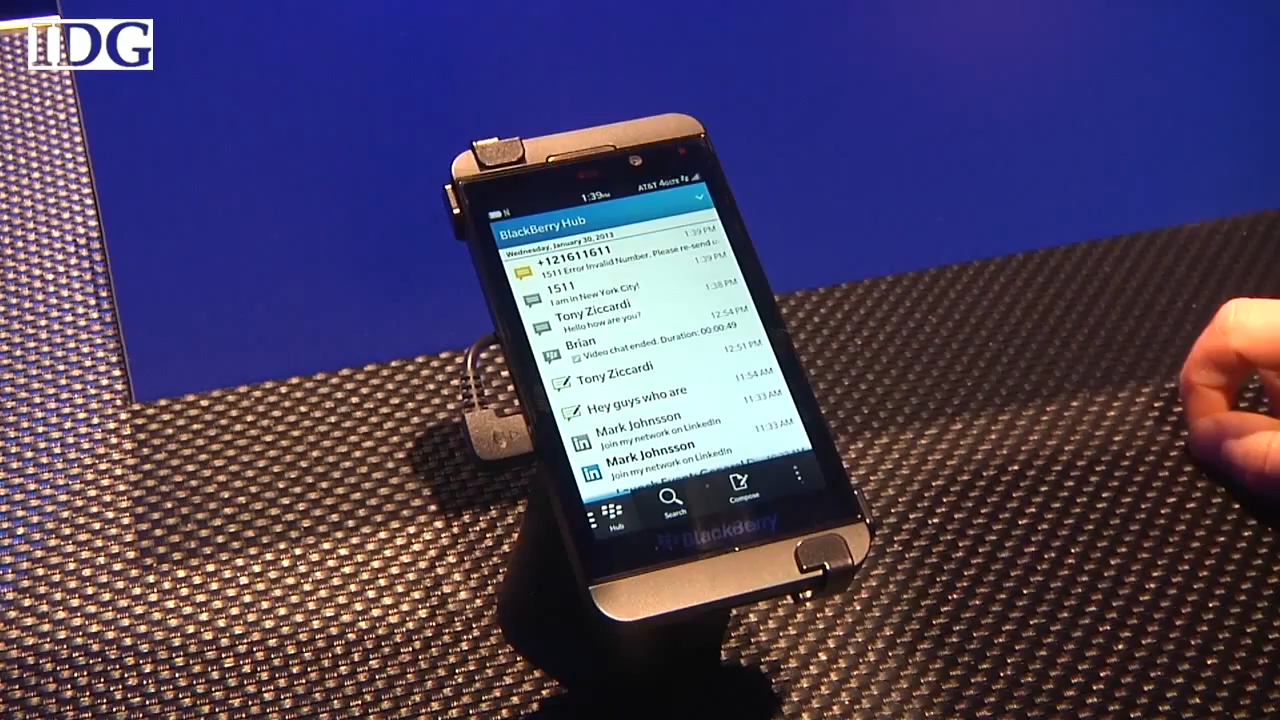 IDG
N 1:39PM AT&T 4GLTE
BlackBerry Hub
Wednesday, January 30, 2013
+121611611 1:39 PM
1511 Error Invalid Number. Please re-send
1511 1:39 PM
I am in New York City!
Tony Ziccardi 1:38 PM
Hello how are you?
Brian 12:54 PM
Video chat ended. Duration: 00:00:49
Tony Ziccardi 12:51 PM
Hey guys who are 11:54 AM
Mark Johnsson 11:33 AM
Join my network on LinkedIn
Mark Johnsson 11:33 AM
Join my network on LinkedIn
Hub Search Compose
BlackBerry